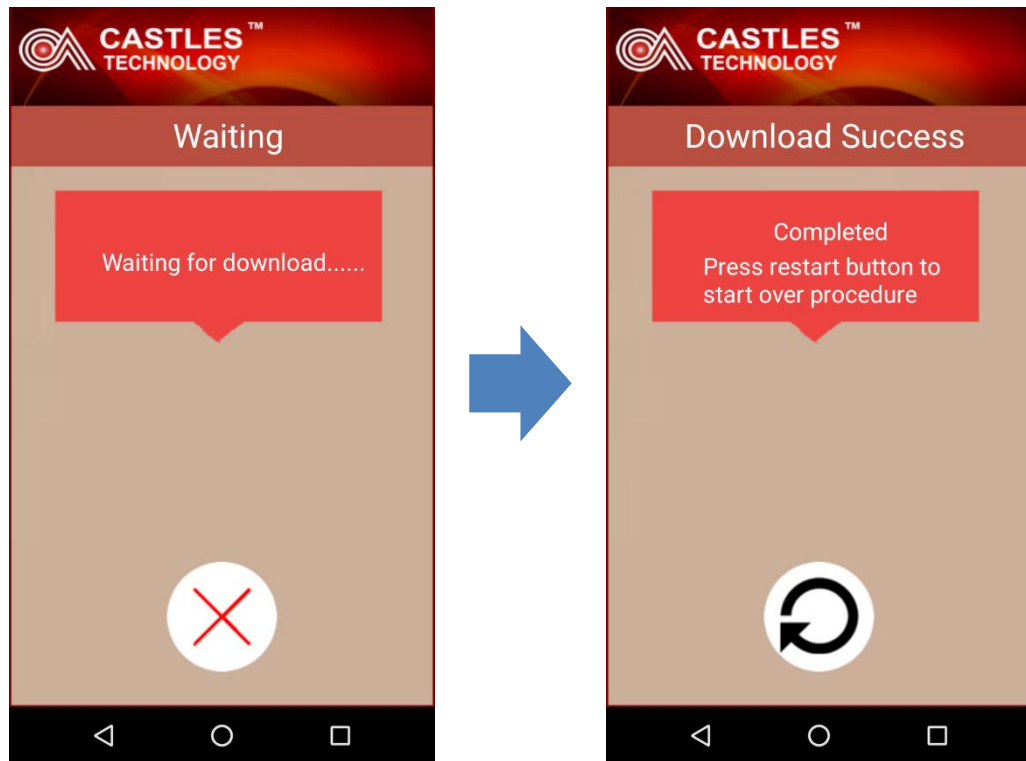 CASTLES™
TECHNOLOGY
Waiting
Waiting for download......
CASTLES™
TECHNOLOGY
Download Success
Completed
Press restart button to
start over procedure